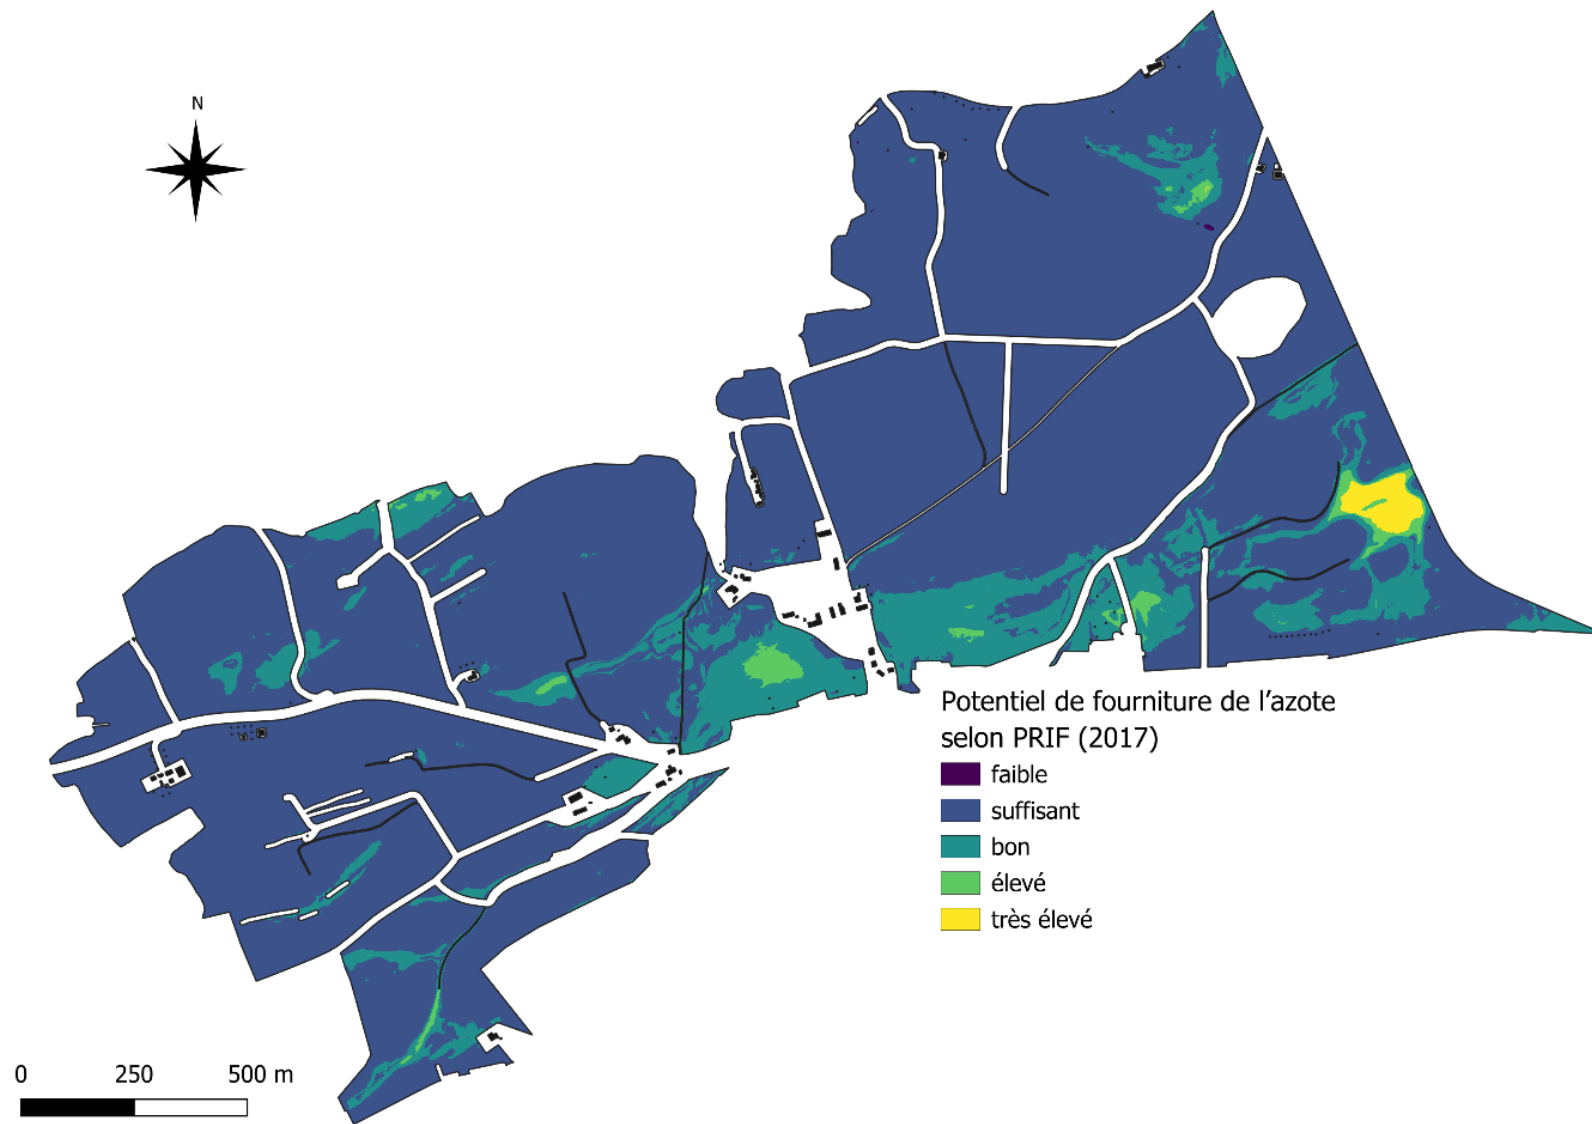 N
Potentiel de fourniture de l’azote
selon PRIF (2017)
faible
suffisant
bon
élevé
très élevé
0 250 500 m